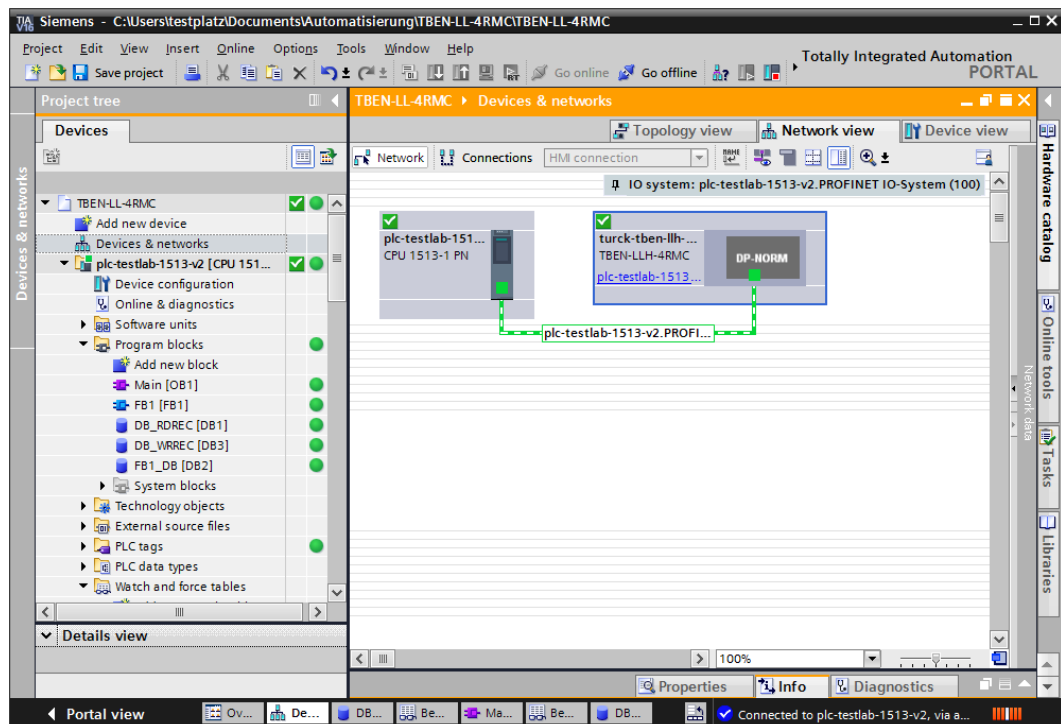 TIA V16 Siemens - C:\Users\testplatz\Documents\Automatisierung\TBEN-LL-4RMC\TBEN-LL-4RMC
Project Edit View Insert Online Options Tools Window Help
Totally Integrated Automation
PORTAL
Save project Go online Go offline
Project tree
TBEN-LL-4RMC Devices & networks
Devices
Topology view Network view Device view
Network Connections HMI connection
IO system: plc-testlab-1513-v2.PROFINET IO-System (100)
TBEN-LL-4RMC
Add new device
Devices & networks
plc-testlab-1513-v2 [CPU 151...
Device configuration
Online & diagnostics
Software units
Program blocks
Add new block
Main [OB1]
FB1 [FB1]
DB_RDREC [DB1]
DB_WRREC [DB3]
FB1_DB [DB2]
System blocks
Technology objects
External source files
PLC tags
PLC data types
Watch and force tables
Details view
plc-testlab-151...
CPU 1513-1 PN
turck-tben-llh-...
TBEN-LLH-4RMC
plc-testlab-1513...
DP-NORM
plc-testlab-1513-v2.PROFI...
100%
Devices & networks
Network data
Hardware catalog
Online tools
Tasks
Libraries
Properties Info Diagnostics
Portal view Ov... De... DB... Be... Ma... Be... DB... Connected to plc-testlab-1513-v2, via a...